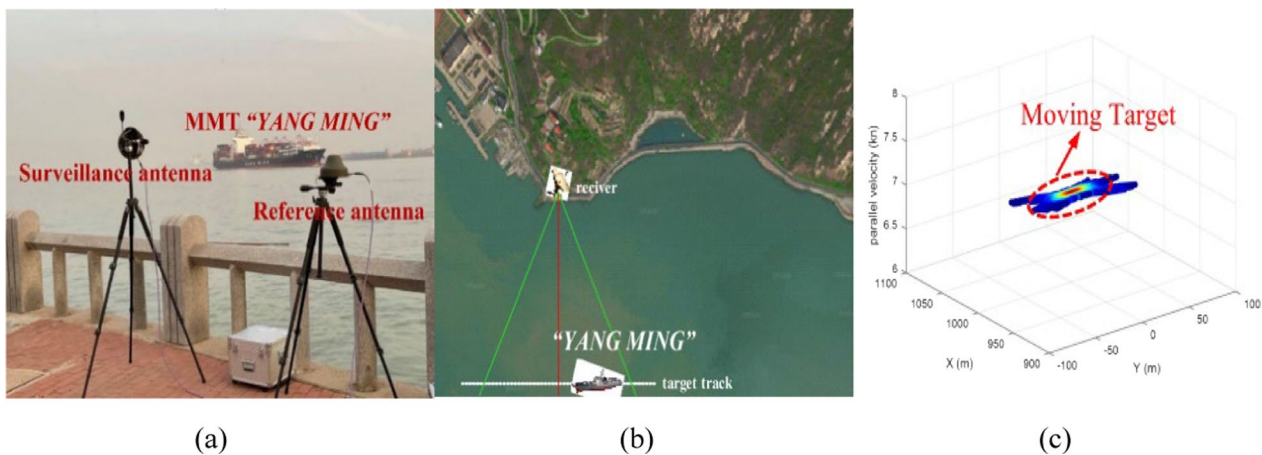 MMT "YANG MING"
Surveillance antenna
Reference antenna
reciver
"YANG MING"
target track
Moving Target
parallel velocity (kn)
8
7.5
7
6.5
6
1100
1050
1000
950
900
X (m)
-100
-50
0
50
100
Y (m)
(a)
(b)
(c)